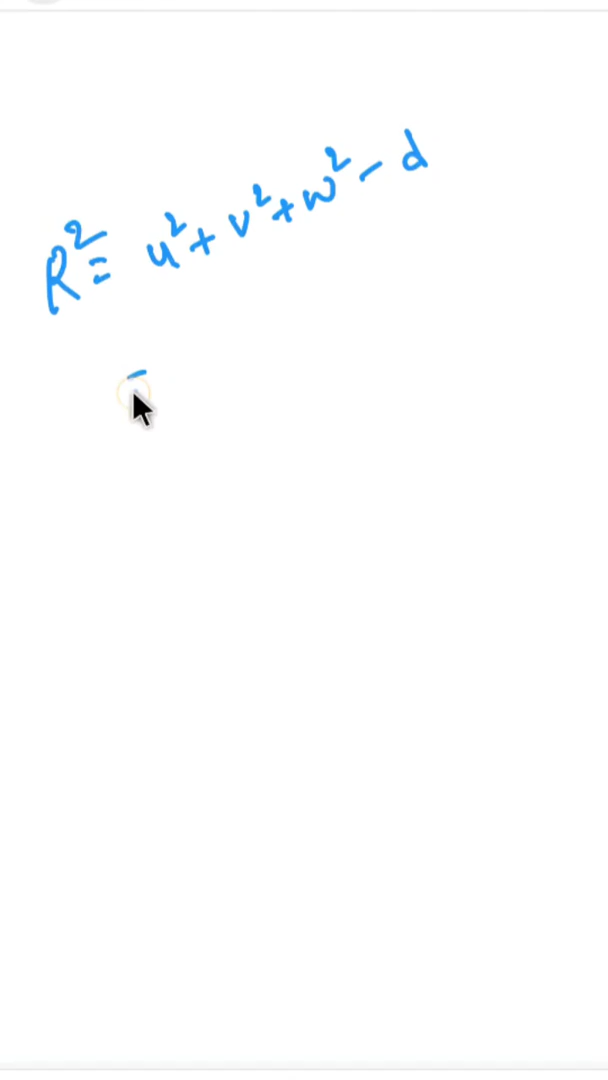 R² = u² + v² + w² - d
-